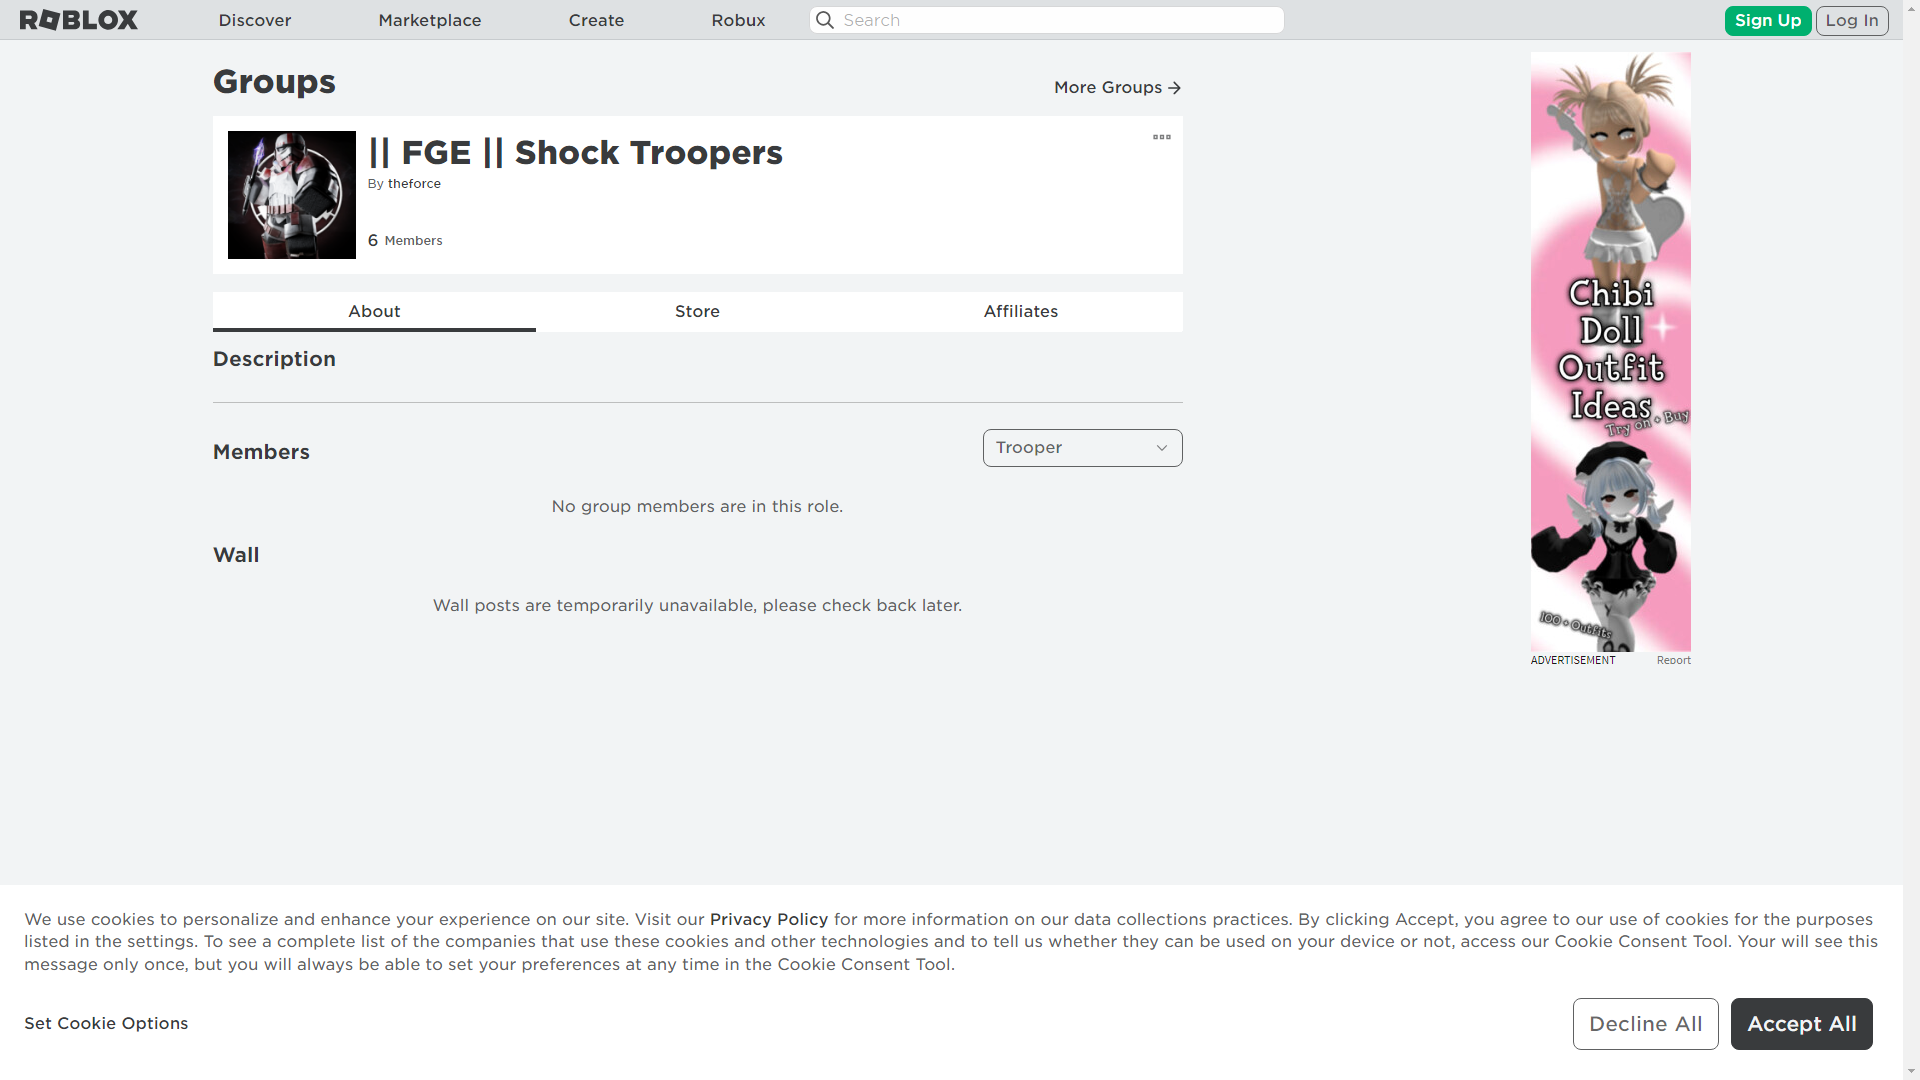 ROBLOX
Discover
Marketplace
Create
Robux
Search
Sign Up
Log In
Groups
More Groups
|| FGE || Shock Troopers
By theforce
6 Members
About
Store
Affiliates
Description
Members
Trooper
No group members are in this role.
Wall
Wall posts are temporarily unavailable, please check back later.
Chibi
Doll
Outfit
Ideas
Try on + Buy
100 + Outfits
ADVERTISEMENT
Report
We use cookies to personalize and enhance your experience on our site. Visit our Privacy Policy for more information on our data collections practices. By clicking Accept, you agree to our use of cookies for the purposes
listed in the settings. To see a complete list of the companies that use these cookies and other technologies and to tell us whether they can be used on your device or not, access our Cookie Consent Tool. Your will see this
message only once, but you will always be able to set your preferences at any time in the Cookie Consent Tool.
Set Cookie Options
Decline All
Accept All